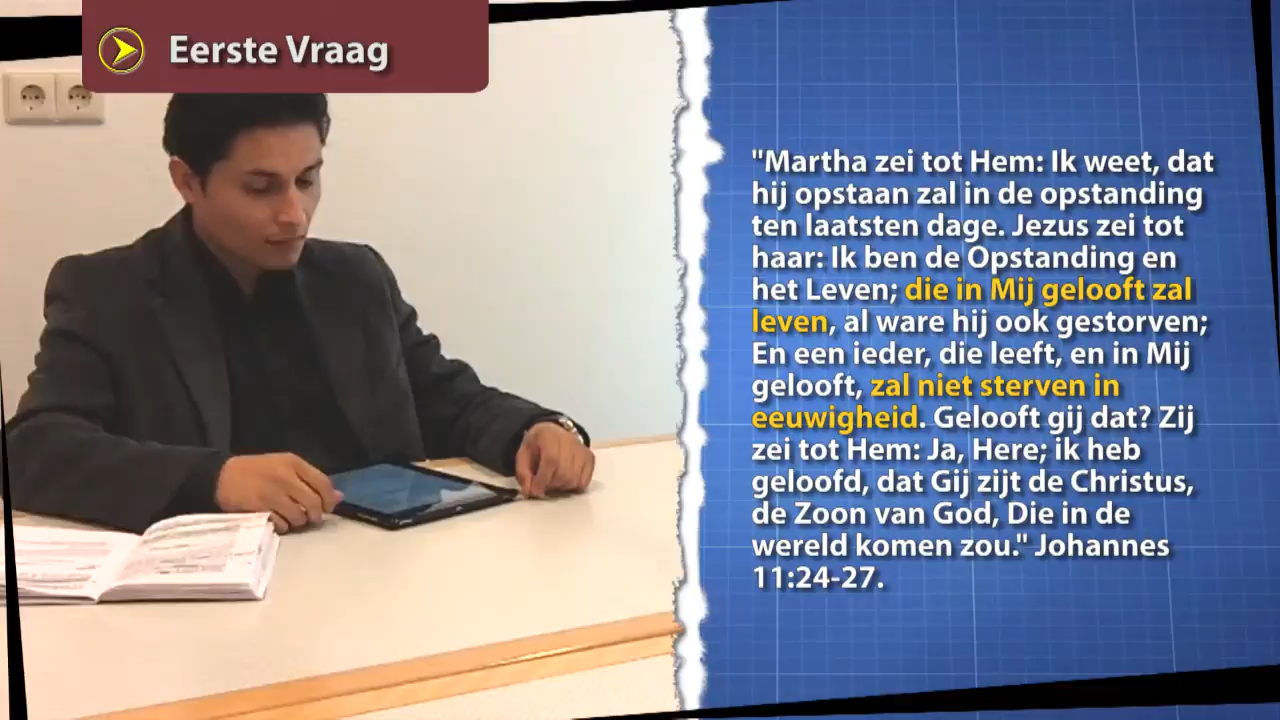 Eerste Vraag
"Martha zei tot Hem: Ik weet, dat
hij opstaan zal in de opstanding
ten laatsten dage. Jezus zei tot
haar: Ik ben de Opstanding en
het Leven; die in Mij gelooft zal
leven, al ware hij ook gestorven;
En een ieder, die leeft, en in Mij
gelooft, zal niet sterven in
eeuwigheid. Gelooft gij dat? Zij
zei tot Hem: Ja, Here; ik heb
geloofd, dat Gij zijt de Christus,
de Zoon van God, Die in de
wereld komen zou." Johannes
11:24-27.